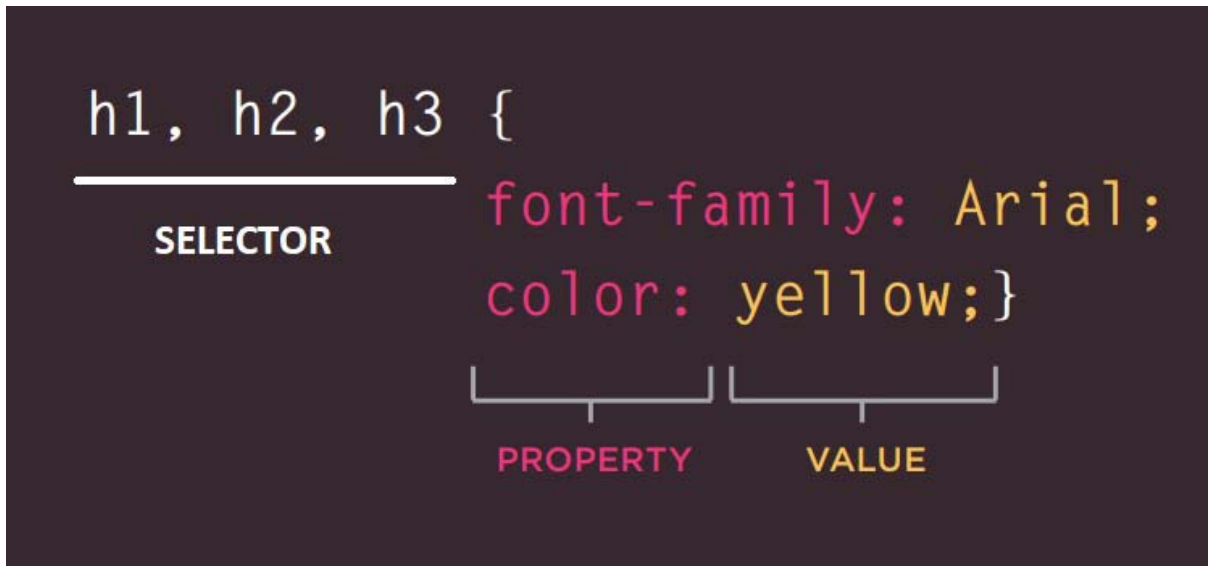 h1, h2, h3 {
SELECTOR
font-family: Arial;
color: yellow;}
PROPERTY VALUE